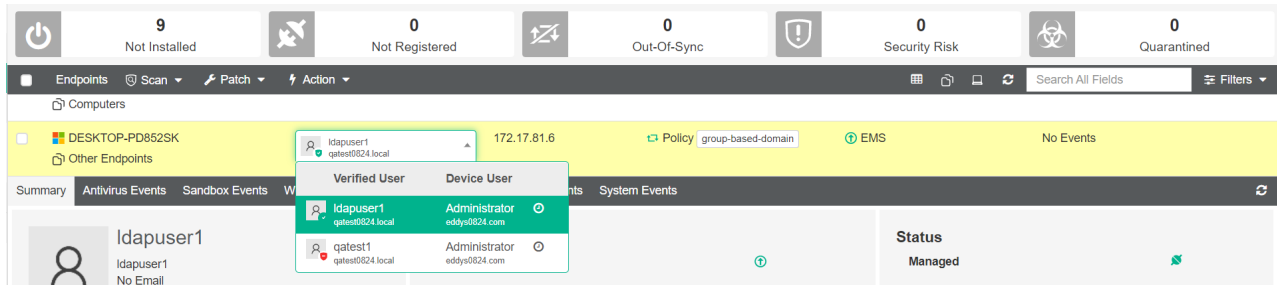 9
Not Installed
0
Not Registered
0
Out-Of-Sync
0
Security Risk
0
Quarantined
Endpoints Scan Patch Action Search All Fields Filters
Computers
DESKTOP-PD852SK ldapuser1 172.17.81.6 Policy group-based-domain EMS No Events
qatest0824.local
Other Endpoints
Verified User Device User
Summary Antivirus Events Sandbox Events W nts System Events
ldapuser1 Administrator
qatest0824.local eddys0824.com
qatest1 Administrator
qatest0824.local eddys0824.com
ldapuser1
ldapuser1
No Email
Status
Managed